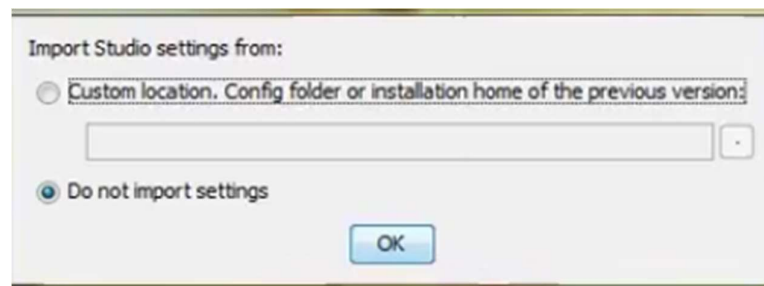 Import Studio settings from:
Custom location. Config folder or installation home of the previous version:
.
Do not import settings
OK